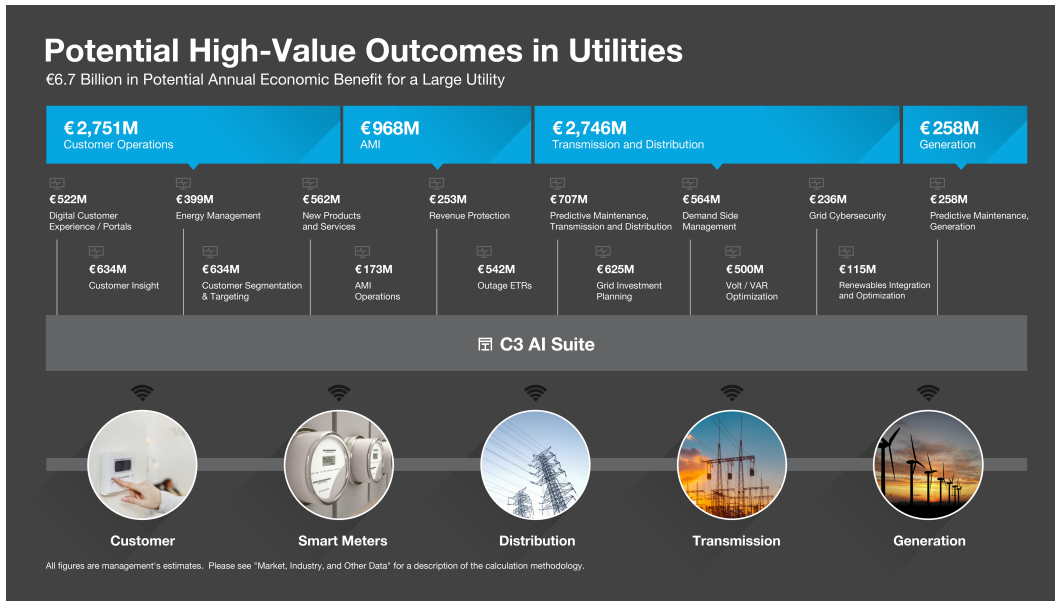 Potential High-Value Outcomes in Utilities
€6.7 Billion in Potential Annual Economic Benefit for a Large Utility
€2,751M
Customer Operations
€968M
AMI
€2,746M
Transmission and Distribution
€258M
Generation
€522M
Digital Customer
Experience / Portals
€399M
Energy Management
€562M
New Products
and Services
€253M
Revenue Protection
€707M
Predictive Maintenance,
Transmission and Distribution
€564M
Demand Side
Management
€236M
Grid Cybersecurity
€258M
Predictive Maintenance,
Generation
€634M
Customer Insight
€634M
Customer Segmentation
& Targeting
€173M
AMI
Operations
€542M
Outage ETRs
€625M
Grid Investment
Planning
€500M
Volt / VAR
Optimization
€115M
Renewables Integration
and Optimization
C3 AI Suite
Customer
Smart Meters
Distribution
Transmission
Generation
All figures are management's estimates. Please see "Market, Industry, and Other Data" for a description of the calculation methodology.